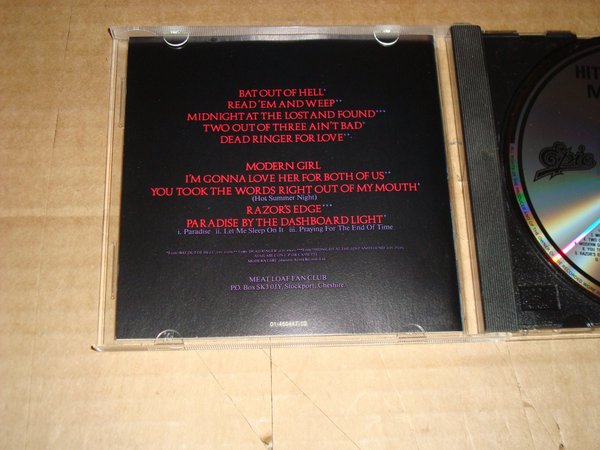 BAT OUT OF HELL*
READ 'EM AND WEEP**
MIDNIGHT AT THE LOST AND FOUND***
TWO OUT OF THREE AIN'T BAD*
DEAD RINGER FOR LOVE**
MODERN GIRL
I'M GONNA LOVE HER FOR BOTH OF US**
YOU TOOK THE WORDS RIGHT OUT OF MY MOUTH*
(Hot Summer Night)
RAZOR'S EDGE***
PARADISE BY THE DASHBOARD LIGHT*
i. Paradise ii. Let Me Sleep On It iii. Praying For The End Of Time
MEAT LOAF FAN CLUB
P.O. Box SK3 0JY, Stockport, Cheshire
HIT
M
Epic